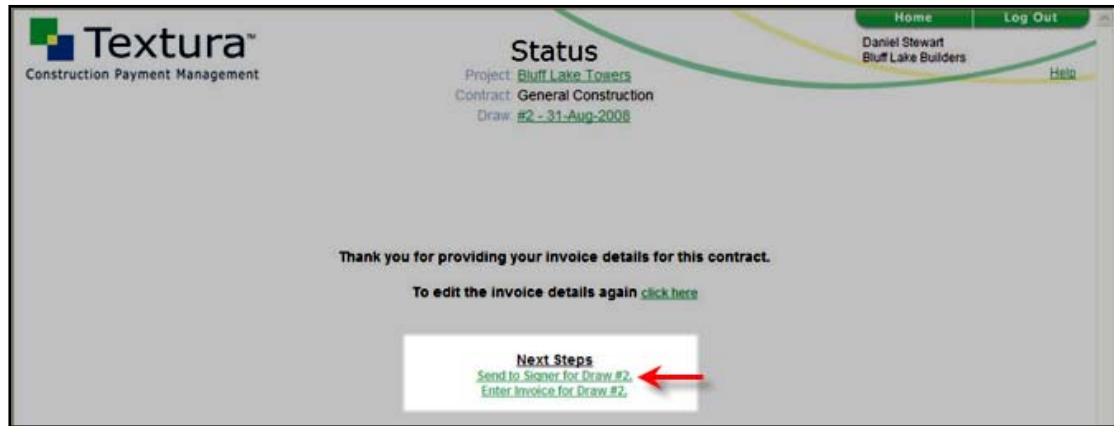 Textura™
Construction Payment Management
Home
Log Out
Daniel Stewart
Bluff Lake Builders
Help
Status
Project: Bluff Lake Towers
Contract: General Construction
Draw: #2 - 31-Aug-2008
Thank you for providing your invoice details for this contract.
To edit the invoice details again click here
Next Steps
Send to Signer for Draw #2.
Enter Invoice for Draw #2.